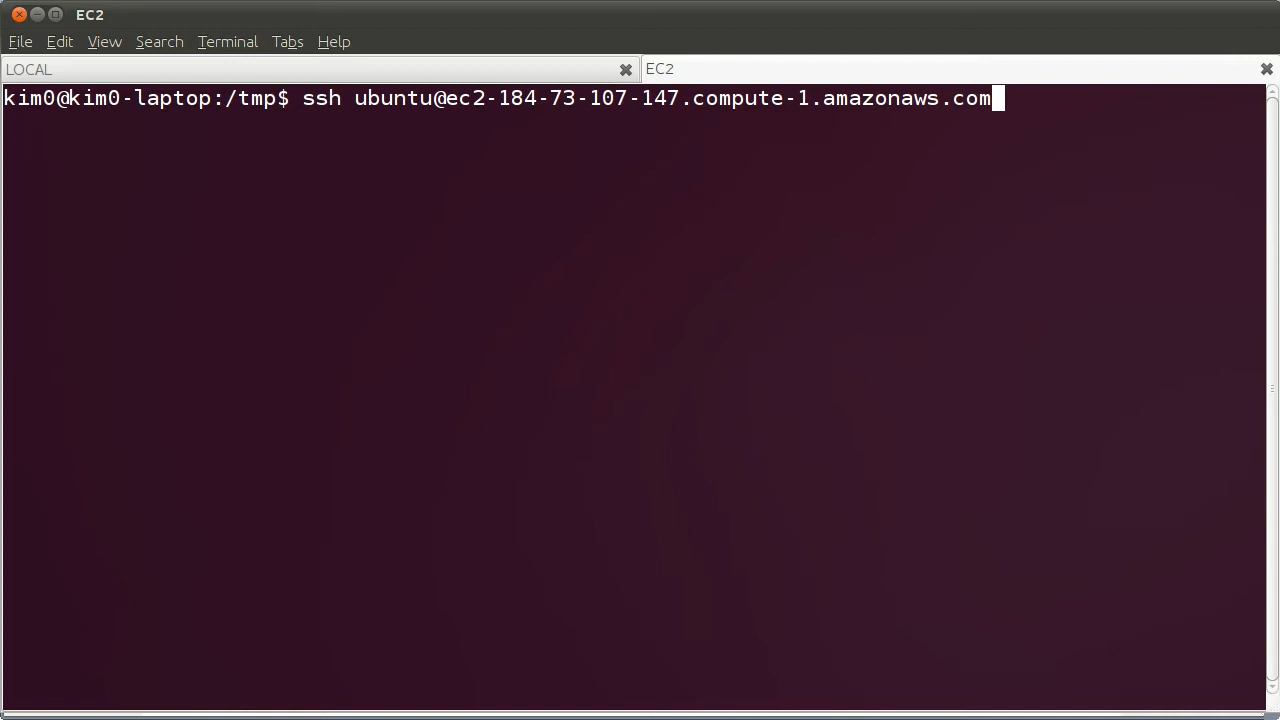 EC2
File Edit View Search Terminal Tabs Help
LOCAL EC2
kim0@kim0-laptop:/tmp$ ssh ubuntu@ec2-184-73-107-147.compute-1.amazonaws.com